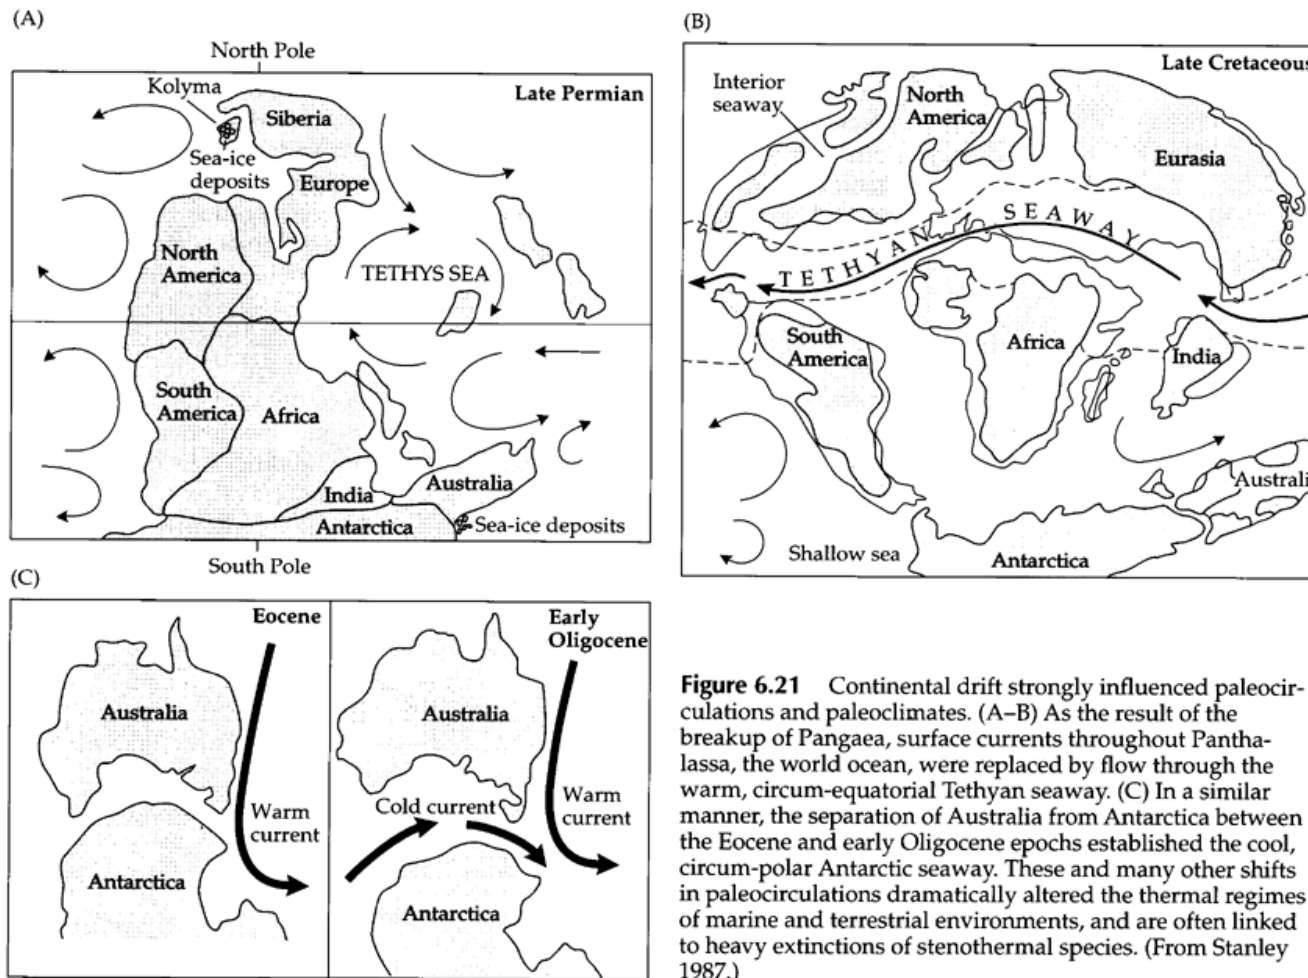 (A)
North Pole
Kolyma
Late Permian
Siberia
Sea-ice
deposits
Europe
North
America
TETHYS SEA
South
America
Africa
India
Australia
Antarctica
Sea-ice deposits
South Pole
(B)
Late Cretaceous
Interior
seaway
North
America
Eurasia
TETHYAN SEAWAY
South
America
Africa
India
Australi
Shallow sea
Antarctica
(C)
Eocene
Australia
Warm
current
Antarctica
Early
Oligocene
Australia
Cold current
Warm
current
Antarctica
Figure 6.21 Continental drift strongly influenced paleocir-
culations and paleoclimates. (A–B) As the result of the
breakup of Pangaea, surface currents throughout Pantha-
lassa, the world ocean, were replaced by flow through the
warm, circum-equatorial Tethyan seaway. (C) In a similar
manner, the separation of Australia from Antarctica between
the Eocene and early Oligocene epochs established the cool,
circum-polar Antarctic seaway. These and many other shifts
in paleocirculations dramatically altered the thermal regimes
of marine and terrestrial environments, and are often linked
to heavy extinctions of stenothermal species. (From Stanley
1987.)